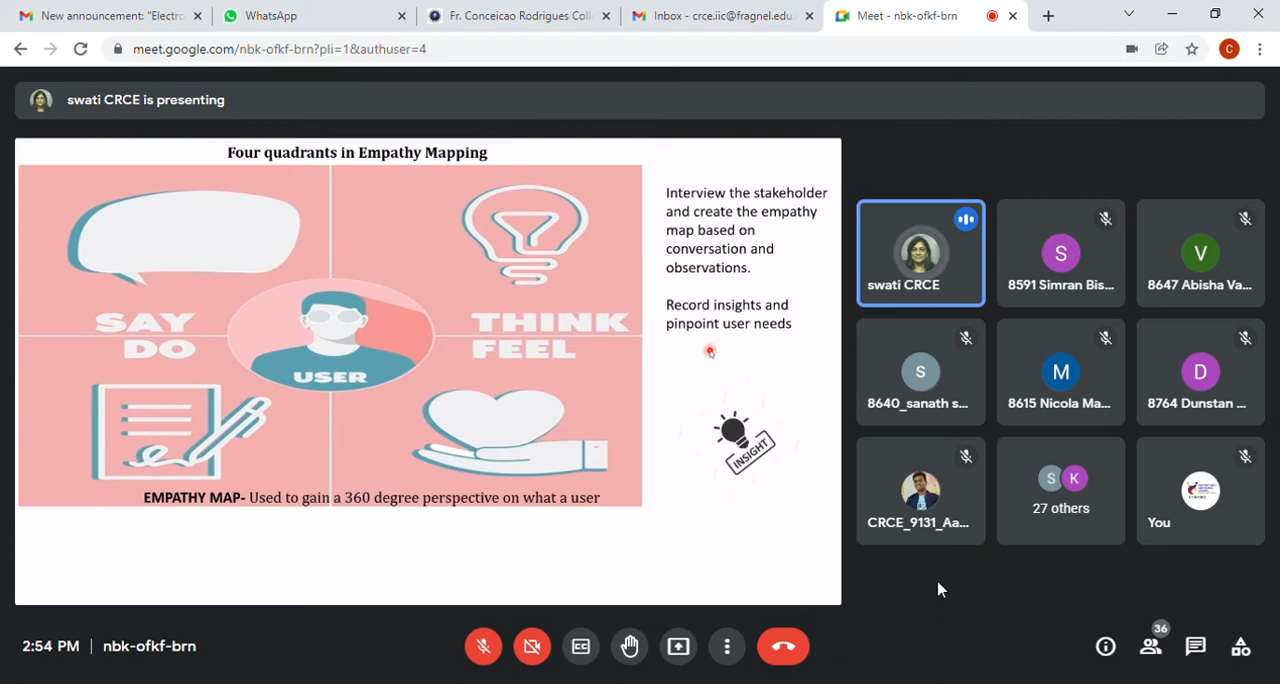 New announcement: "Electro
WhatsApp
Fr. Conceicao Rodrigues Coll
Inbox - crce.iic@fragnel.edu.
Meet - nbk-ofkf-brn
meet.google.com/nbk-ofkf-brn?pli=1&authuser=4
C
swati CRCE is presenting
Four quadrants in Empathy Mapping
SAY
DO
THINK
FEEL
USER
EMPATHY MAP- Used to gain a 360 degree perspective on what a user
Interview the stakeholder
and create the empathy
map based on
conversation and
observations.
Record insights and
pinpoint user needs
INSIGHT
swati CRCE
S
8591 Simran Bis...
V
8647 Abisha Va...
S
8640_sanath s...
M
8615 Nicola Ma...
D
8764 Dunstan ...
CRCE_9131_Aa...
S K
27 others
You
2:54 PM | nbk-ofkf-brn
CC
36